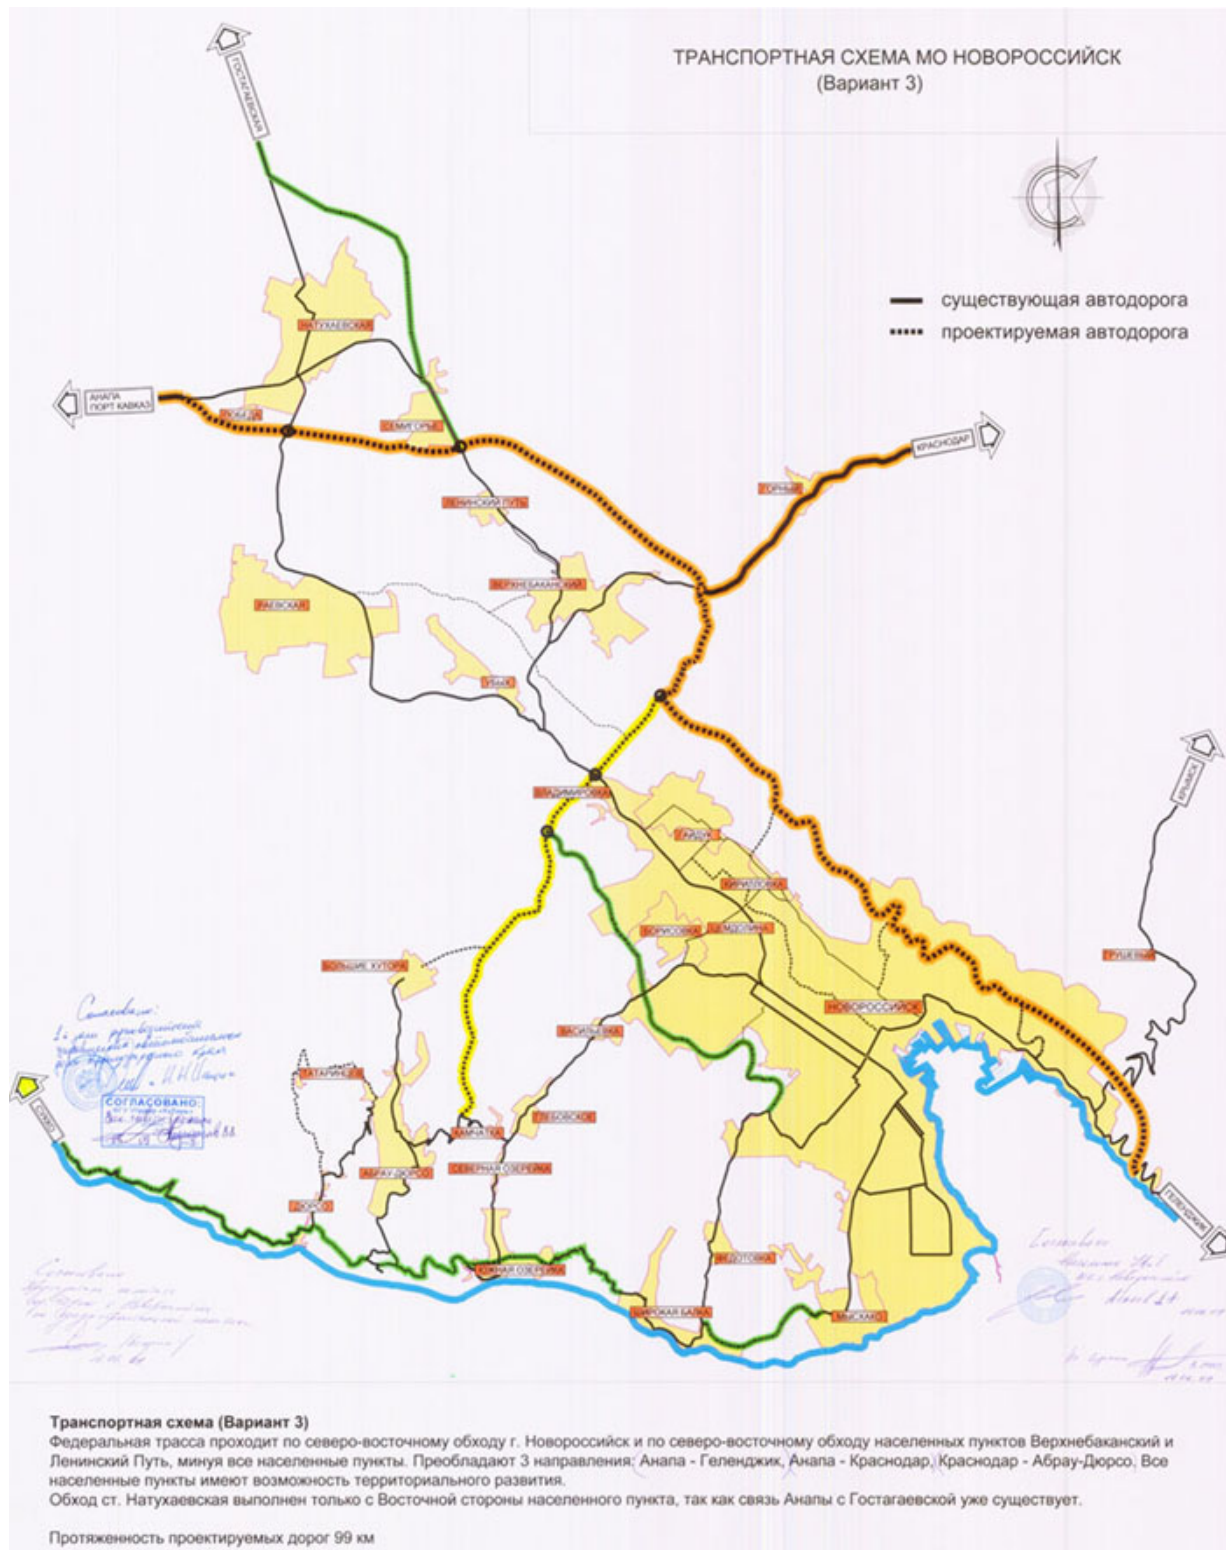 ТРАНСПОРТНАЯ СХЕМА МО НОВОРОССИЙСК
(Вариант 3)
ГОСТАГАЕВСКАЯ
существующая автодорога
проектируемая автодорога
НАТУХАЕВСКАЯ
АНАПА
ПОРТ КАВКАЗ
ПОБЕДА
СЕМИГОРЬЕ
КРАСНОДАР
ГОРНЫЙ
ЛЕНИНСКИЙ ПУТЬ
ВЕРХНЕБАКАНСКИЙ
РАЕВСКАЯ
УБЫХ
КРЫМСК
ВЛАДИМИРОВКА
ГАЙДУК
КИРИЛЛОВКА
БОРИСОВКА
ЦЕМДОЛИНА
ГРУШЕВЫЙ
БОЛЬШИЕ ХУТОРА
НОВОРОССИЙСК
ВАСИЛЬЕВКА
Согласовано:
ТАТАРИНЦЕВ
СОГЛАСОВАНО:
СУККО
ГЛЕБОВСКОЕ
КАМЧАТКА
АБРАУ-ДЮРСО
СЕВЕРНАЯ ОЗЕРЕЙКА
ДЮРСО
ГЕЛЕНДЖИК
ФЕДОТОВКА
ЮЖНАЯ ОЗЕРЕЙКА
ШИРОКАЯ БАЛКА
МЫСХАКО
Транспортная схема (Вариант 3)
Федеральная трасса проходит по северо-восточному обходу г. Новороссийск и по северо-восточному обходу населенных пунктов Верхнебаканский и
Ленинский Путь, минуя все населенные пункты. Преобладают 3 направления: Анапа - Геленджик, Анапа - Краснодар, Краснодар - Абрау-Дюрсо. Все
населенные пункты имеют возможность территориального развития.
Обход ст. Натухаевская выполнен только с Восточной стороны населенного пункта, так как связь Анапы с Гостагаевской уже существует.
Протяженность проектируемых дорог 99 км